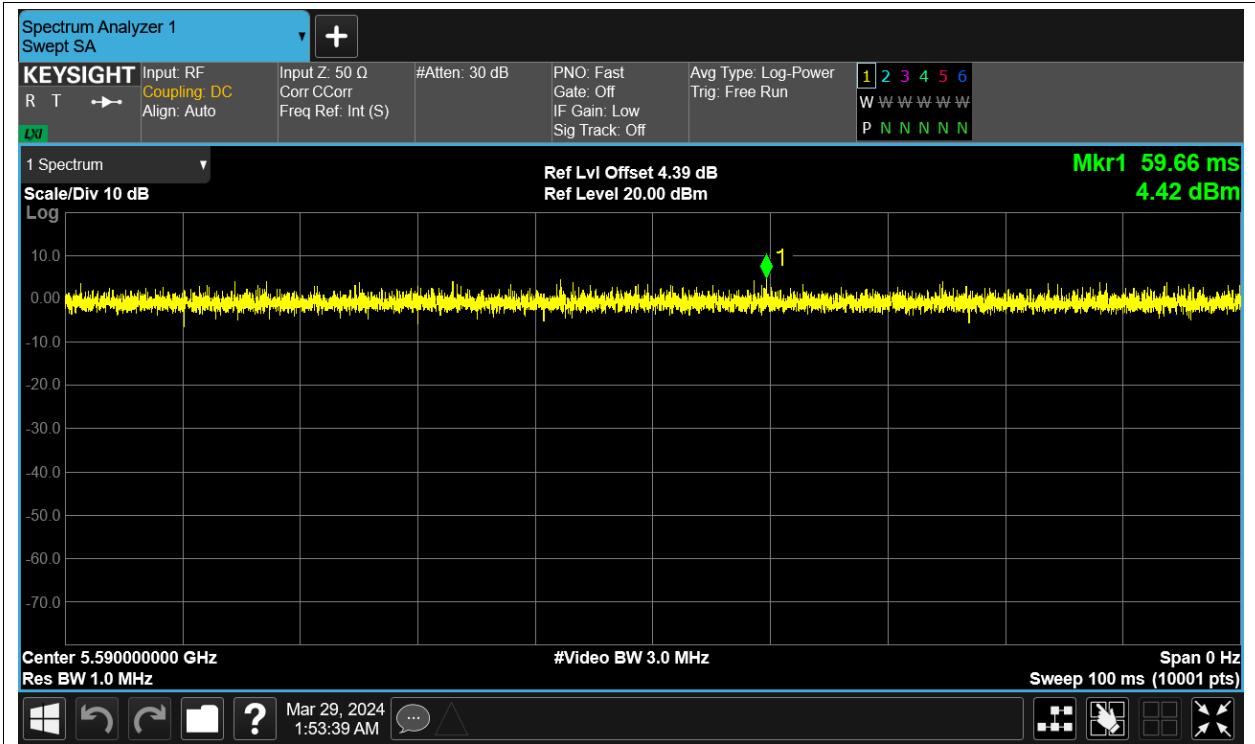 Spectrum Analyzer 1
Swept SA
+
KEYSIGHT
R T
LXI
Input: RF
Coupling: DC
Align: Auto
Input Z: 50 Ω
Corr CCorr
Freq Ref: Int (S)
#Atten: 30 dB
PNO: Fast
Gate: Off
IF Gain: Low
Sig Track: Off
Avg Type: Log-Power
Trig: Free Run
1 2 3 4 5 6
W W W W W W
P N N N N N
1 Spectrum
Scale/Div 10 dB
Log
Ref Lvl Offset 4.39 dB
Ref Level 20.00 dBm
Mkr1 59.66 ms
4.42 dBm
1
10.0
0.00
-10.0
-20.0
-30.0
-40.0
-50.0
-60.0
-70.0
Center 5.590000000 GHz
Res BW 1.0 MHz
#Video BW 3.0 MHz
Span 0 Hz
Sweep 100 ms (10001 pts)
?
Mar 29, 2024
1:53:39 AM